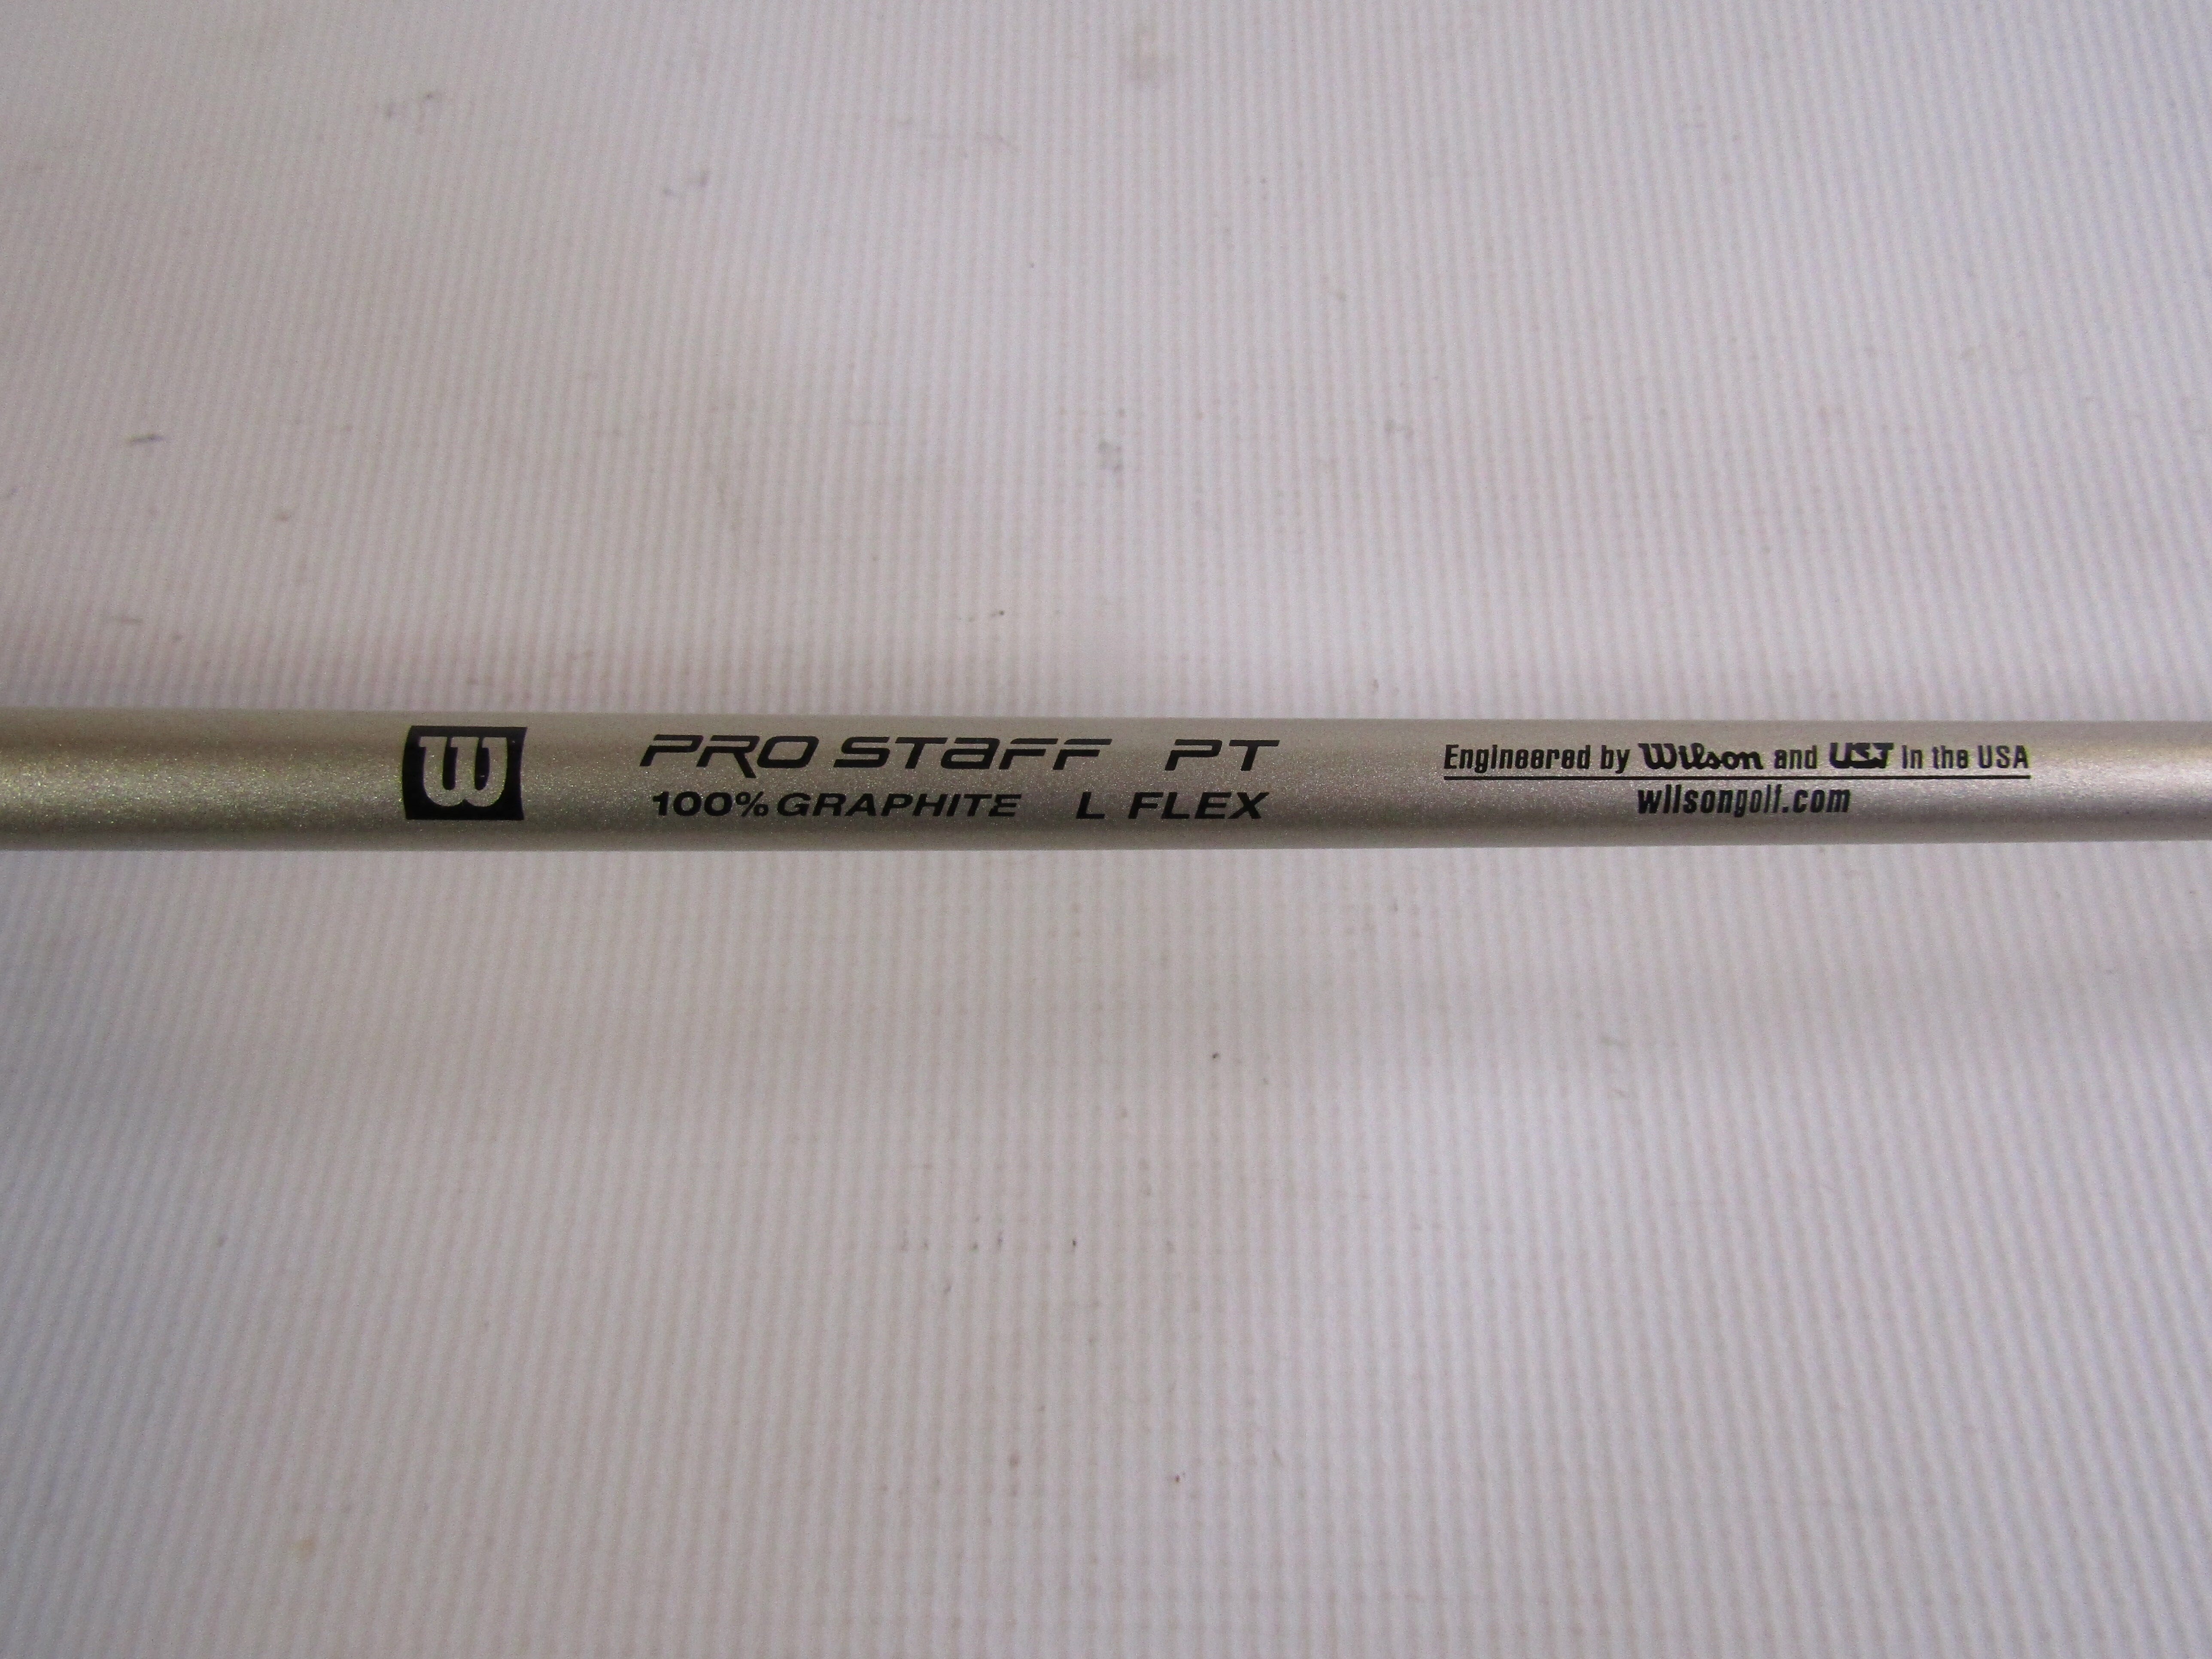 W
PRO STaFF PT
100% GRAPHITE L FLEX
Engineered by Wilson and UST in the USA
wilsongolf.com